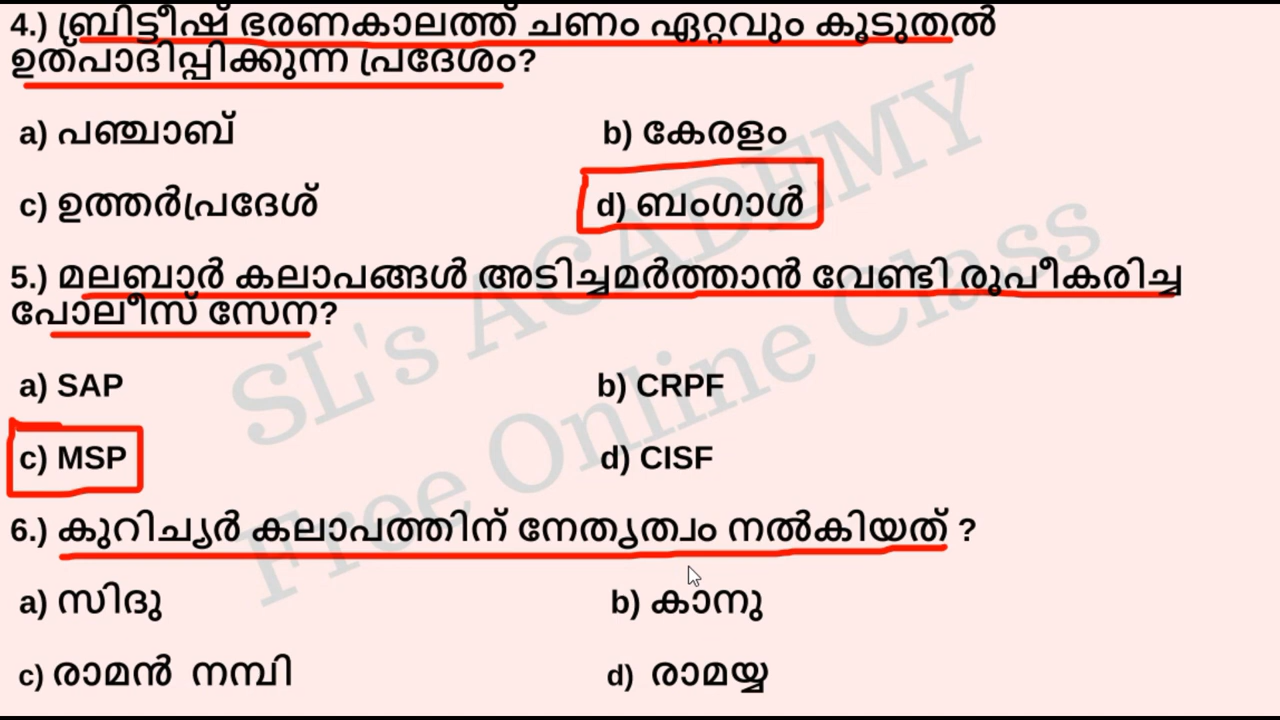 4.) ബ്രിട്ടീഷ് ഭരണകാലത്ത് ചണം ഏറ്റവും കൂടുതൽ
ഉത്പാദിപ്പിക്കുന്ന പ്രദേശം?
a) പഞ്ചാബ്
b) കേരളം
c) ഉത്തർപ്രദേശ്
d) ബംഗാൾ
5.) മലബാർ കലാപങ്ങൾ അടിച്ചമർത്താൻ വേണ്ടി രൂപീകരിച്ച
പോലീസ് സേന?
a) SAP
b) CRPF
c) MSP
d) CISF
6.) കുറിച്യർ കലാപത്തിന് നേതൃത്വം നൽകിയത് ?
a) സിദു
b) കാനു
c) രാമൻ നമ്പി
d) രാമയ്യ
SL's ACADEMY
Free Online Class